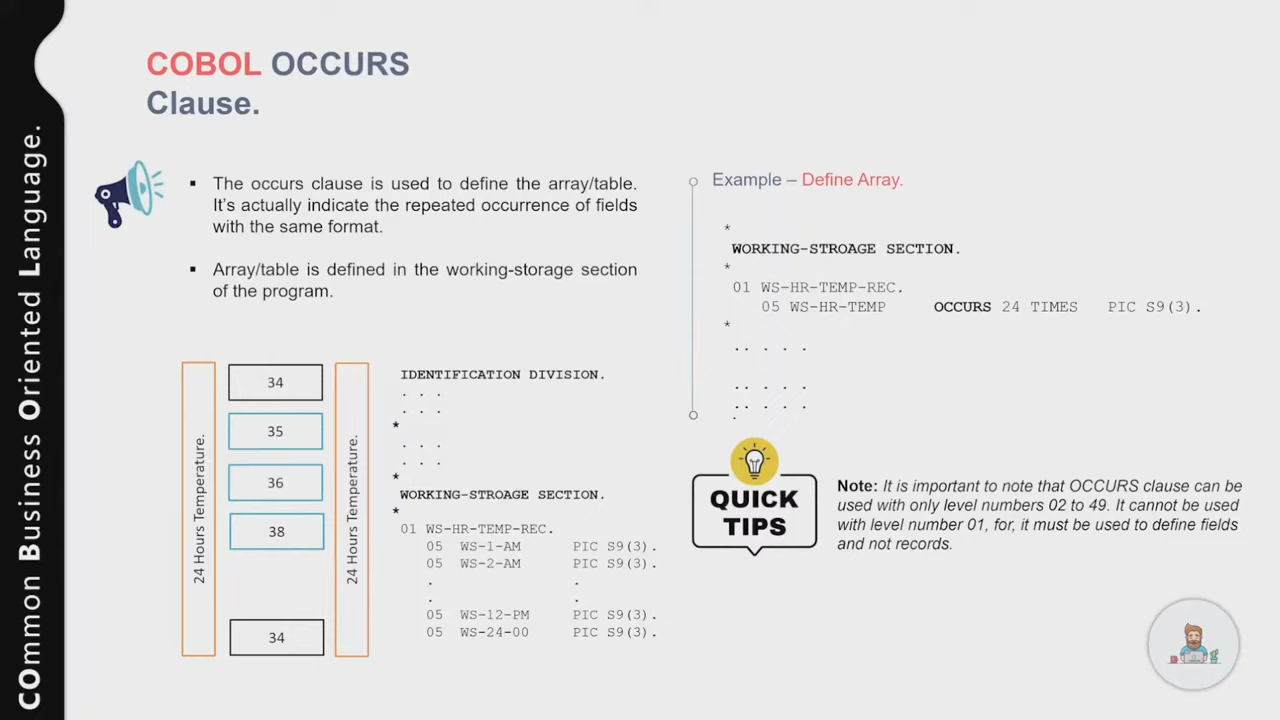 COmmon Business Oriented Language.
COBOL OCCURS
Clause.
▪ The occurs clause is used to define the array/table.
It's actually indicate the repeated occurrence of fields
with the same format.
▪ Array/table is defined in the working-storage section
of the program.
24 Hours Temperature.
34
35
36
38
34
24 Hours Temperature.
IDENTIFICATION DIVISION.
. . .
. . .
*
. . .
. . .
*
WORKING-STROAGE SECTION.
*
01 WS-HR-TEMP-REC.
05 WS-1-AM PIC S9(3).
05 WS-2-AM PIC S9(3).
. .
. .
05 WS-12-PM PIC S9(3).
05 WS-24-00 PIC S9(3).
Example – Define Array.
*
WORKING-STROAGE SECTION.
*
01 WS-HR-TEMP-REC.
05 WS-HR-TEMP OCCURS 24 TIMES PIC S9(3).
*
.. . . .
.. . . .
.. . . .
.
QUICK
TIPS
Note: It is important to note that OCCURS clause can be
used with only level numbers 02 to 49. It cannot be used
with level number 01, for, it must be used to define fields
and not records.